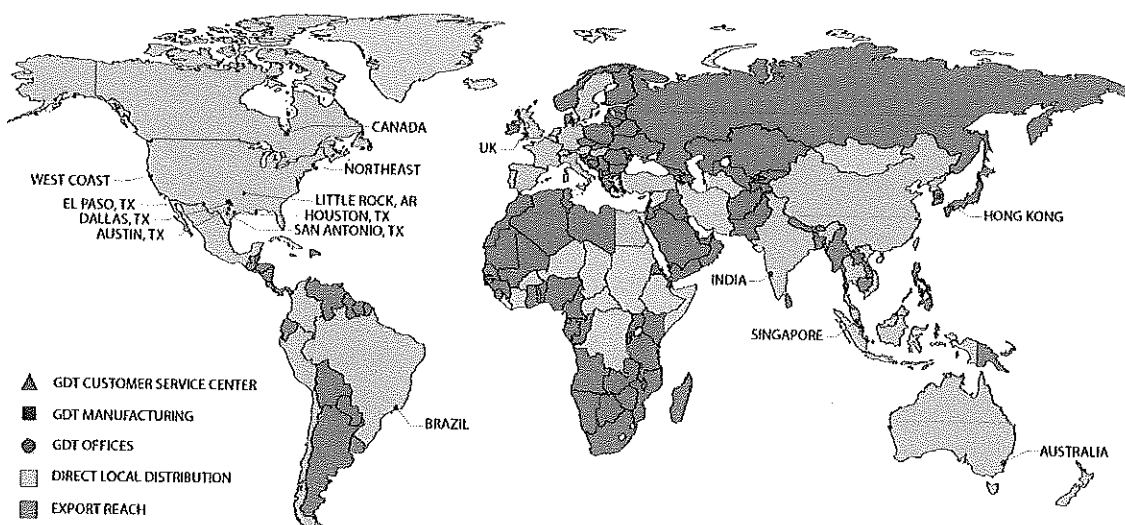 CANADA
UK
NORTHEAST
WEST COAST
EL PASO, TX
DALLAS, TX
AUSTIN, TX
LITTLE ROCK, AR
HOUSTON, TX
SAN ANTONIO, TX
HONG KONG
INDIA
SINGAPORE
BRAZIL
AUSTRALIA
GDT CUSTOMER SERVICE CENTER
GDT MANUFACTURING
GDT OFFICES
DIRECT LOCAL DISTRIBUTION
EXPORT REACH